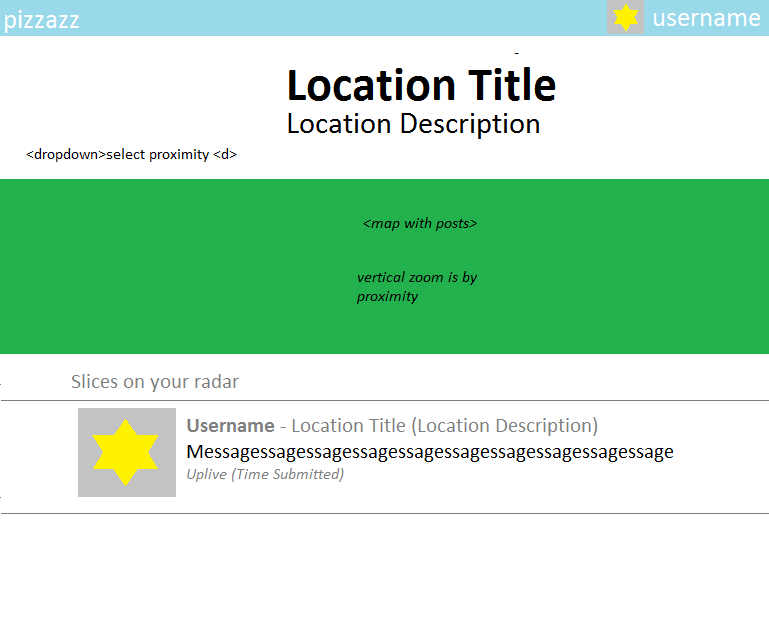 pizzazz
username
Location Title
Location Description
<dropdown>select proximity <d>
<map with posts>
vertical zoom is by
proximity
Slices on your radar
Username - Location Title (Location Description)
Messagessagessagessagessagessagessagessagessagessage
Uplive (Time Submitted)